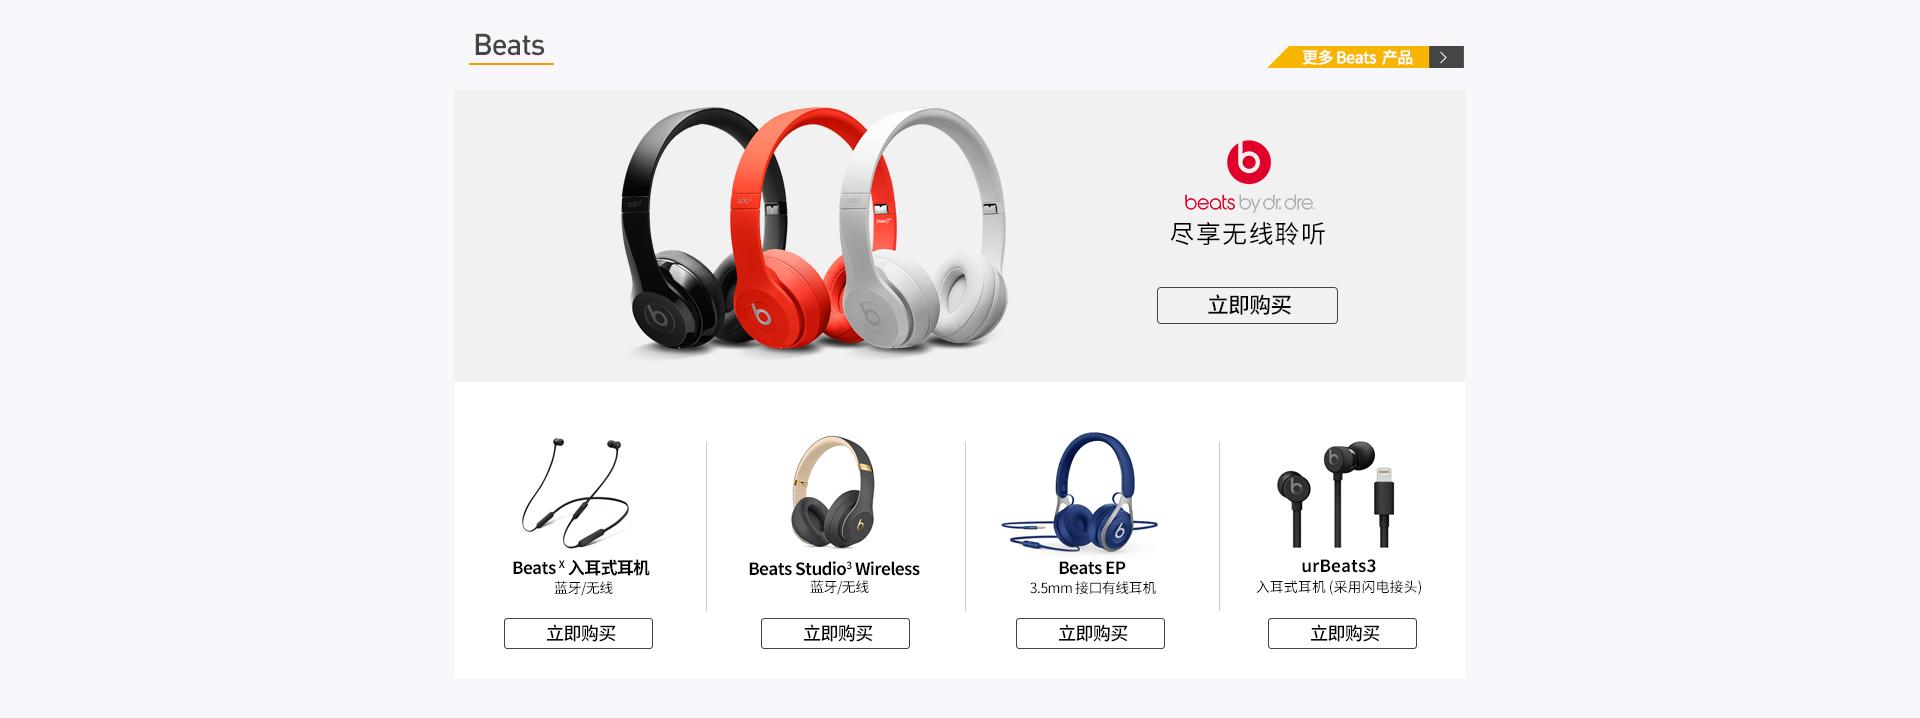 Beats
更多 Beats 产品
beats by dr. dre.
尽享无线聆听
立即购买
Beats X 入耳式耳机
蓝牙/无线
立即购买
Beats Studio3 Wireless
蓝牙/无线
立即购买
Beats EP
3.5mm 接口有线耳机
立即购买
urBeats3
入耳式耳机 (采用闪电接头)
立即购买